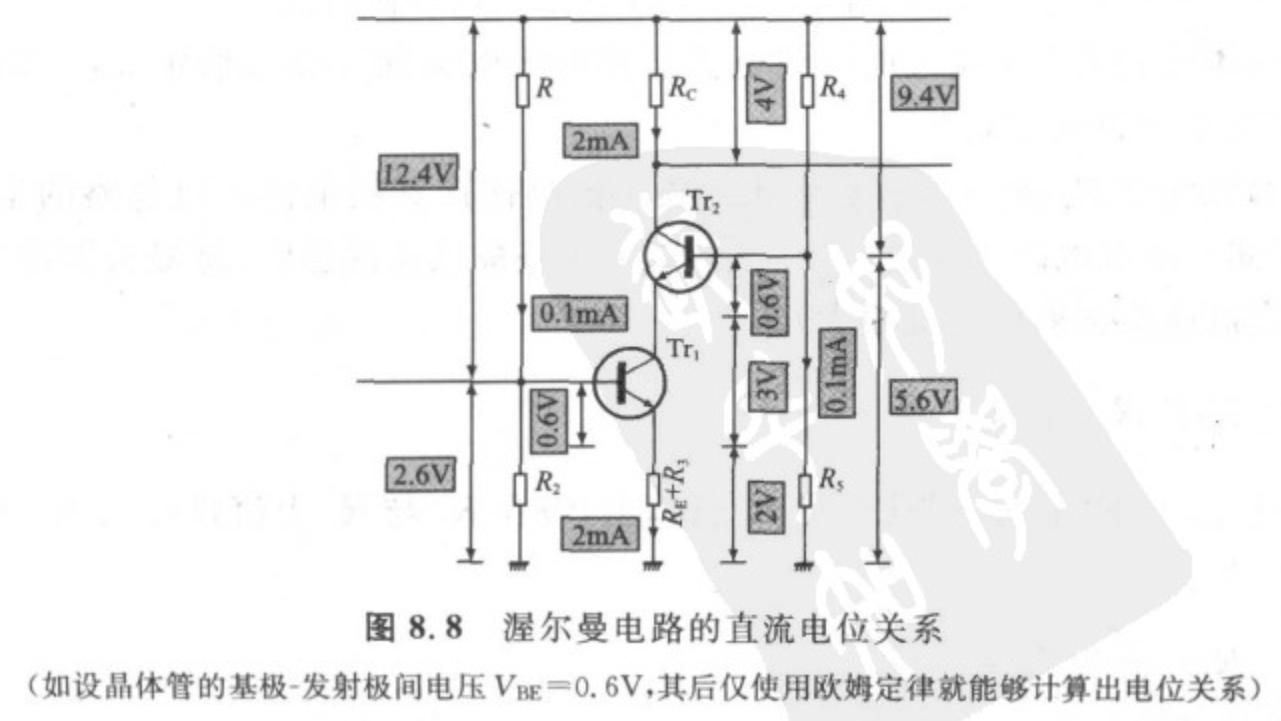 R
R_C
4V
R_4
9.4V
2mA
12.4V
Tr_2
0.1mA
0.6V
Tr_1
0.6V
3V
0.1mA
5.6V
2.6V
R_2
R_E+R_3
2V
R_5
2mA
图 8.8 渥尔曼电路的直流电位关系
(如设晶体管的基极-发射极间电压 V_BE=0.6V,其后仅使用欧姆定律就能够计算出电位关系)